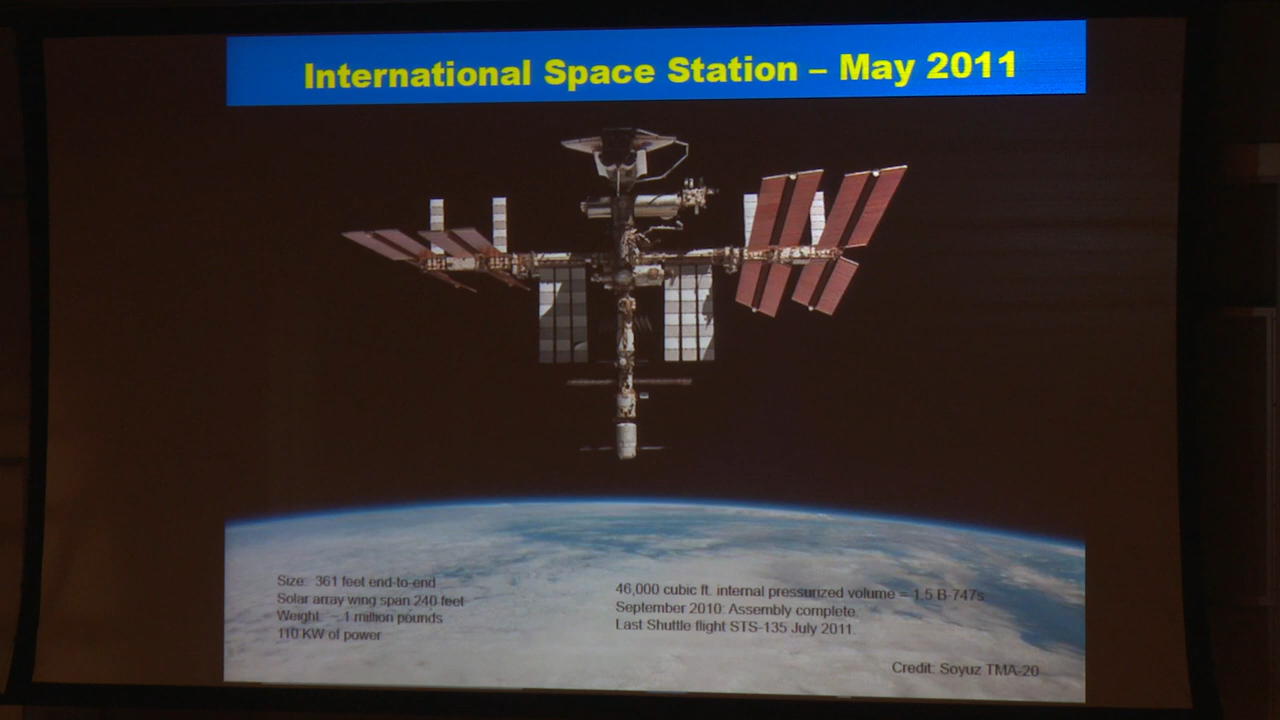 International Space Station – May 2011
Size: 361 feet end-to-end
Solar array wing span 240 feet
Weight: ~ 1 million pounds
110 KW of power
46,000 cubic ft. internal pressurized volume = 1.5 B-747s
September 2010: Assembly complete.
Last Shuttle flight STS-135 July 2011.
Credit: Soyuz TMA-20